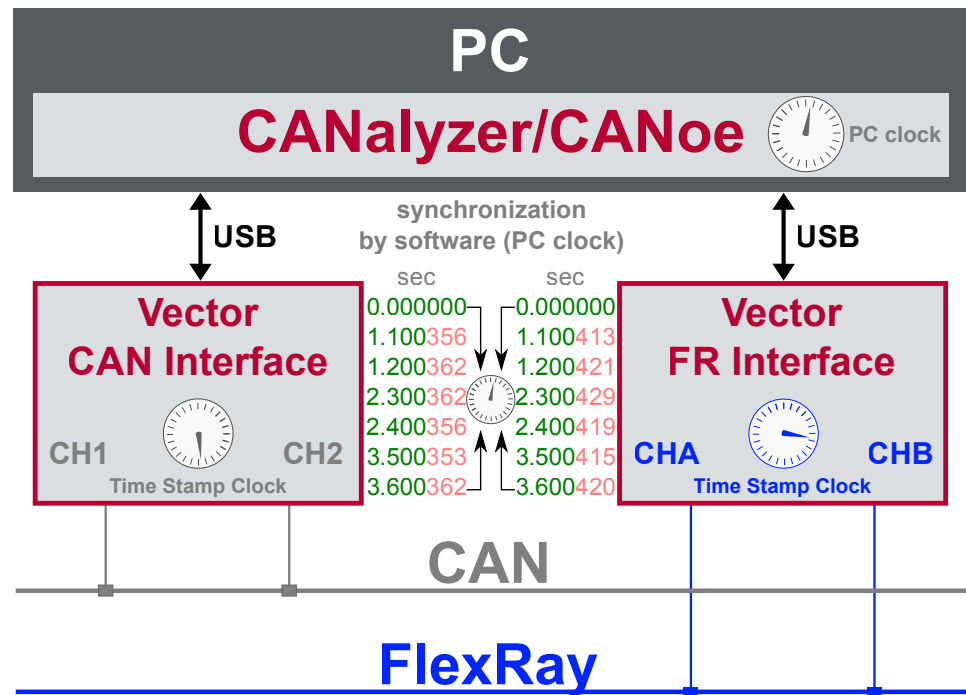 PC
CANalyzer/CANoe
PC clock
USB
synchronization
by software (PC clock)
USB
sec
sec
Vector
CAN Interface
CH1
CH2
Time Stamp Clock
0.000000
1.100356
1.200362
2.300362
2.400356
3.500353
3.600362
0.000000
1.100413
1.200421
2.300429
2.400419
3.500415
3.600420
Vector
FR Interface
CHA
CHB
Time Stamp Clock
CAN
FlexRay